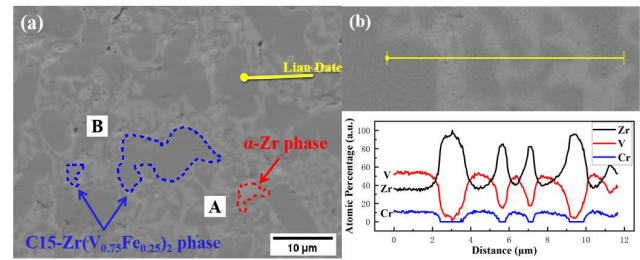 (a)
Lian Date
B
α-Zr phase
A
C15-Zr(V0.75Fe0.25)2 phase
10 μm
(b)
Atomic Percentage (a.u.)
100
80
60
40
20
0
V
Zr
Cr
Zr
V
Cr
0 2 4 6 8 10 12
Distance (μm)